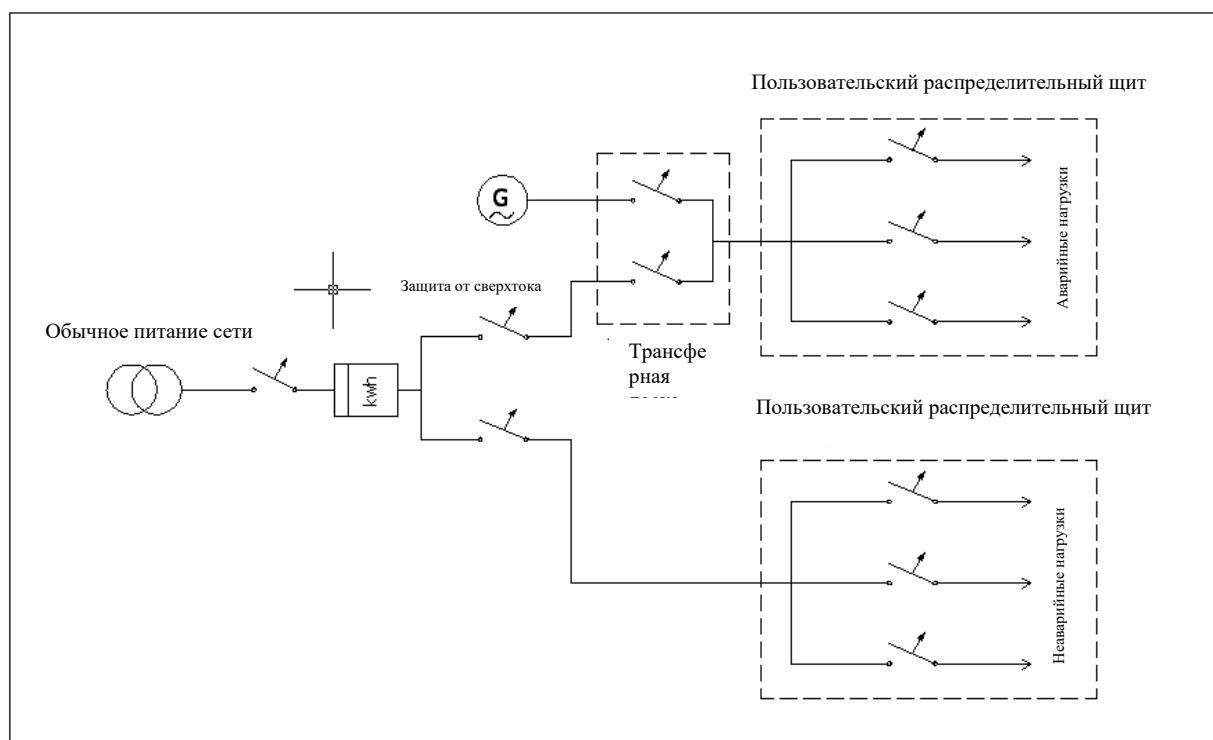 Пользовательский распределительный щит
G
Защита от сверхтока
Аварийные нагрузки
Обычное питание сети
Трансфе
рная
kwh
Пользовательский распределительный щит
Неаварийные нагрузки